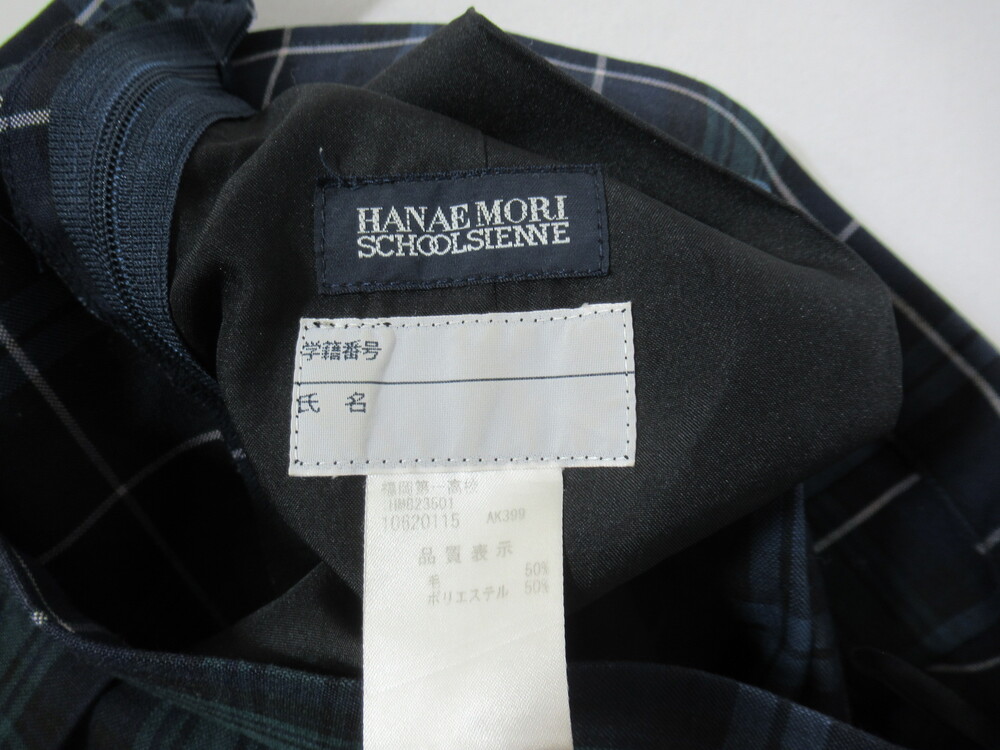 HANAE MORI
SCHOOLSIENNE
学籍番号
氏 名
福岡第一高校
HM623501
10620115 AK399
品質表示
毛 50%
ポリエステル 50%